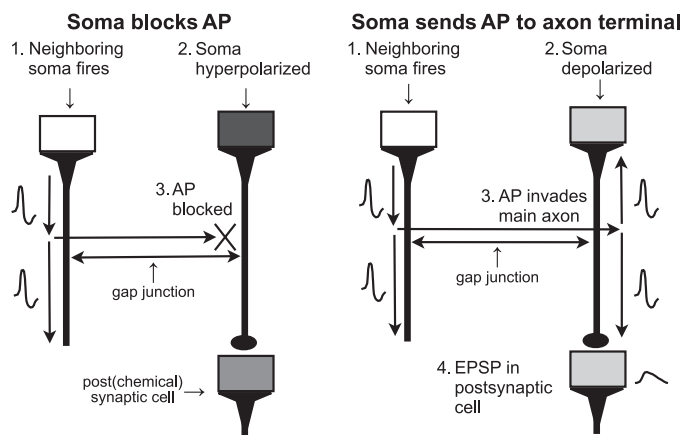 Soma blocks AP
1. Neighboring
soma fires
2. Soma
hyperpolarized
3. AP
blocked
gap junction
post(chemical)
synaptic cell
Soma sends AP to axon terminal
1. Neighboring
soma fires
2. Soma
depolarized
3. AP invades
main axon
gap junction
4. EPSP in
postsynaptic
cell